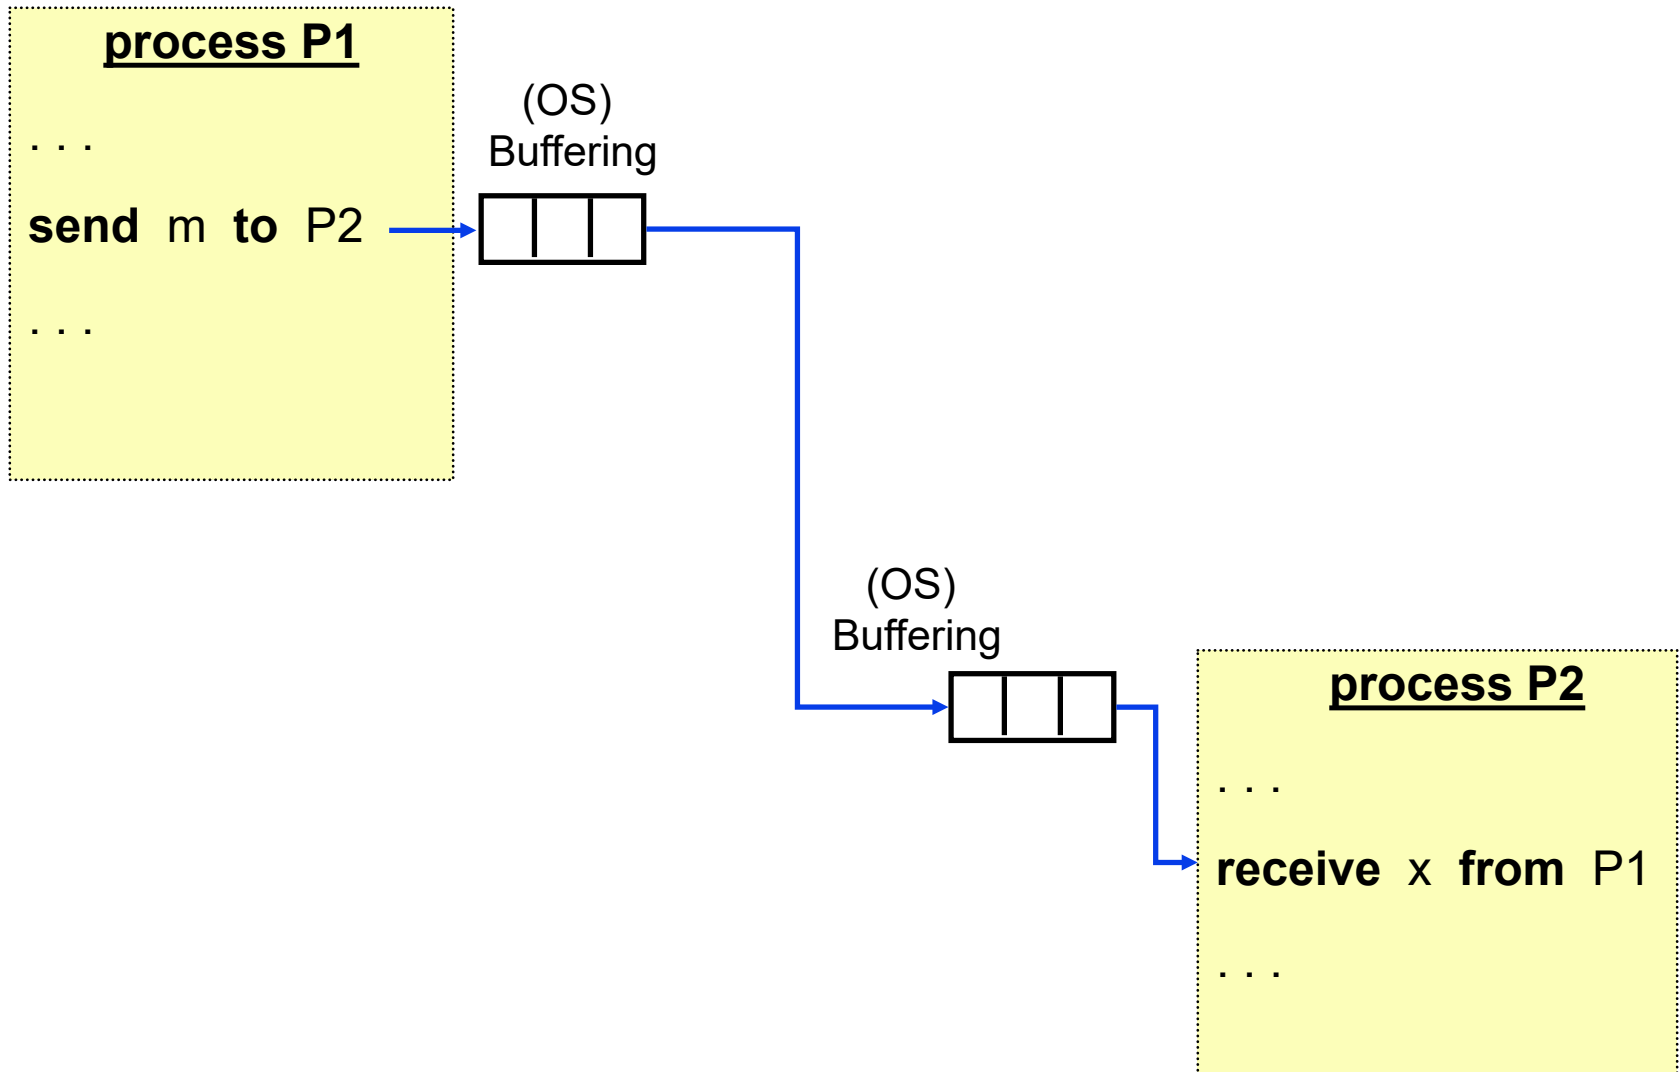 process P1
. . .
send m to P2
. . .
(OS)
Buffering
(OS)
Buffering
process P2
. . .
receive x from P1
. . .